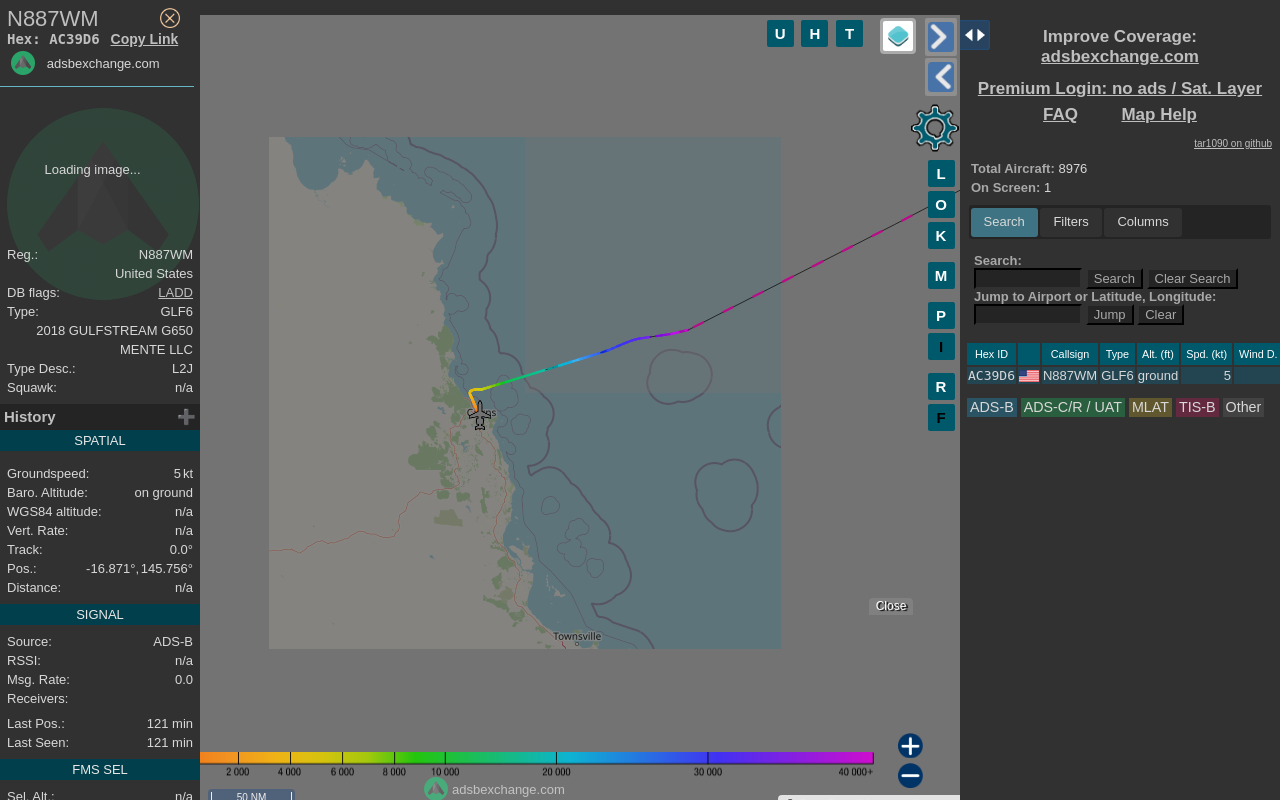 N887WM
Hex: AC39D6 Copy Link
adsbexchange.com
Loading image...
Reg.: N887WM
United States
DB flags: LADD
Type: GLF6
2018 GULFSTREAM G650
MENTE LLC
Type Desc.: L2J
Squawk: n/a
History
SPATIAL
Groundspeed: 5 kt
Baro. Altitude: on ground
WGS84 altitude: n/a
Vert. Rate: n/a
Track: 0.0°
Pos.: -16.871°, 145.756°
Distance: n/a
SIGNAL
Source: ADS-B
RSSI: n/a
Msg. Rate: 0.0
Receivers:
Last Pos.: 121 min
Last Seen: 121 min
FMS SEL
Sel. Alt.: n/a
U H T
L
O
K
M
P
I
R
F
Townsville
Close
2 000 4 000 6 000 8 000 10 000 20 000 30 000 40 000+
50 NM
adsbexchange.com
Improve Coverage:
adsbexchange.com
Premium Login: no ads / Sat. Layer
FAQ Map Help
tar1090 on github
Total Aircraft: 8976
On Screen: 1
Search Filters Columns
Search:
Search Clear Search
Jump to Airport or Latitude, Longitude:
Jump Clear
Hex ID Callsign Type Alt. (ft) Spd. (kt) Wind D.
AC39D6 N887WM GLF6 ground 5
ADS-B ADS-C/R / UAT MLAT TIS-B Other